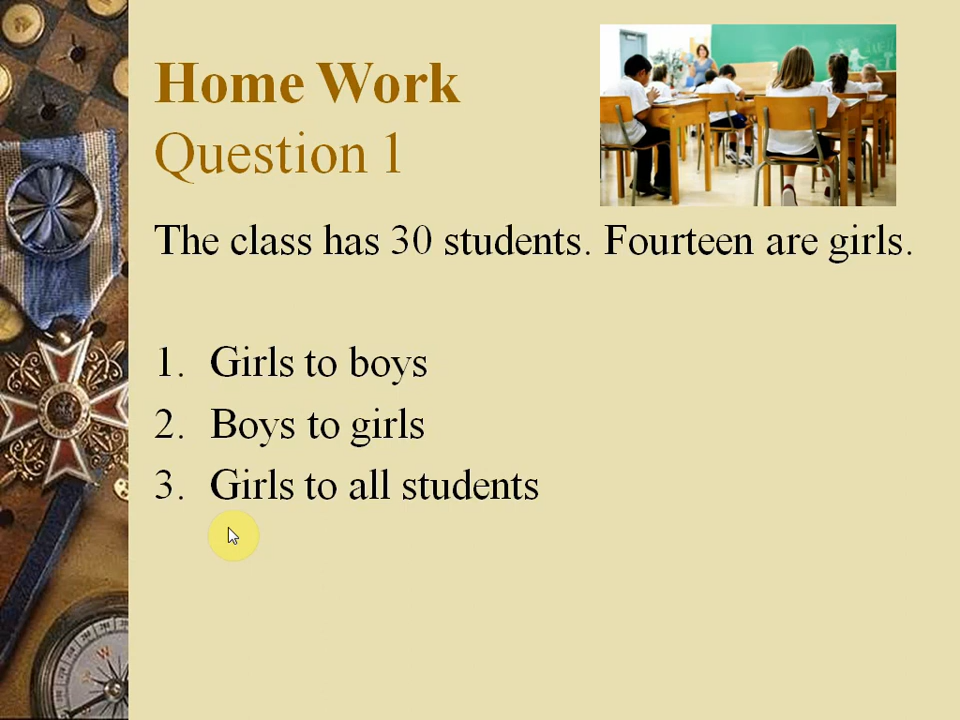 Home Work
Question 1
The class has 30 students. Fourteen are girls.
1. Girls to boys
2. Boys to girls
3. Girls to all students